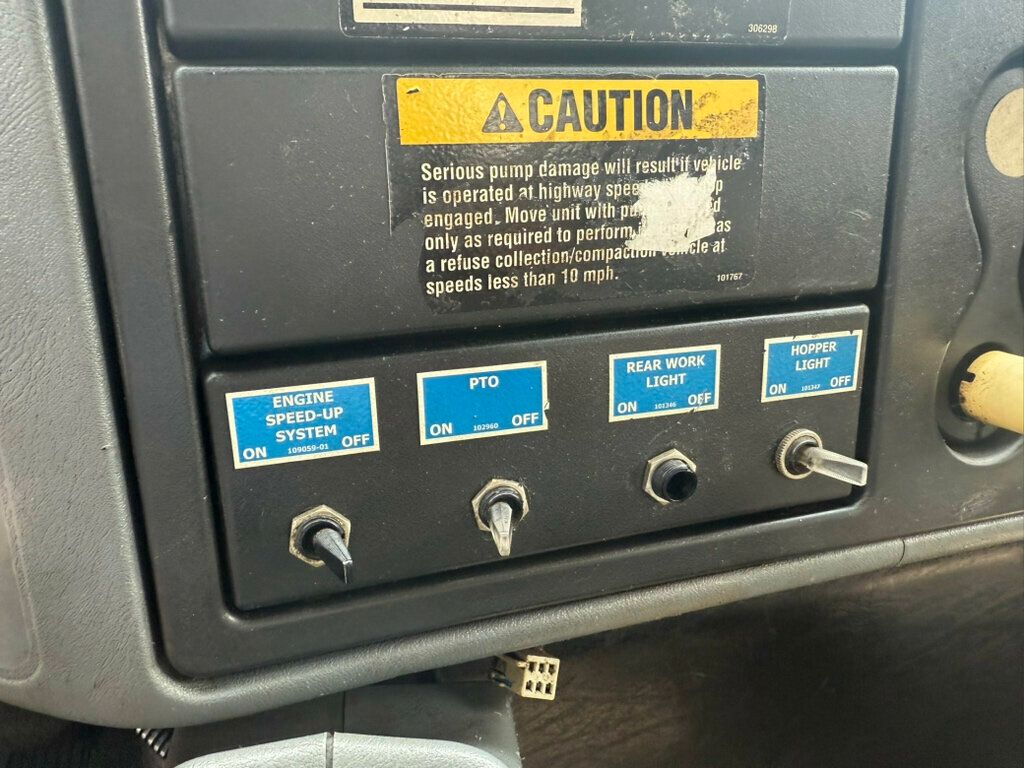 306298
CAUTION
Serious pump damage will result if vehicle
is operated at highway
engaged. Move unit with
only as required to perform
a refuse collection/compaction vehicle at
speeds less than 10 mph.
101767
ENGINE
SPEED-UP
SYSTEM
ON 109059-01 OFF
PTO
ON 102960 OFF
REAR WORK
LIGHT
ON 101346 OFF
HOPPER
LIGHT
ON 101347 OFF